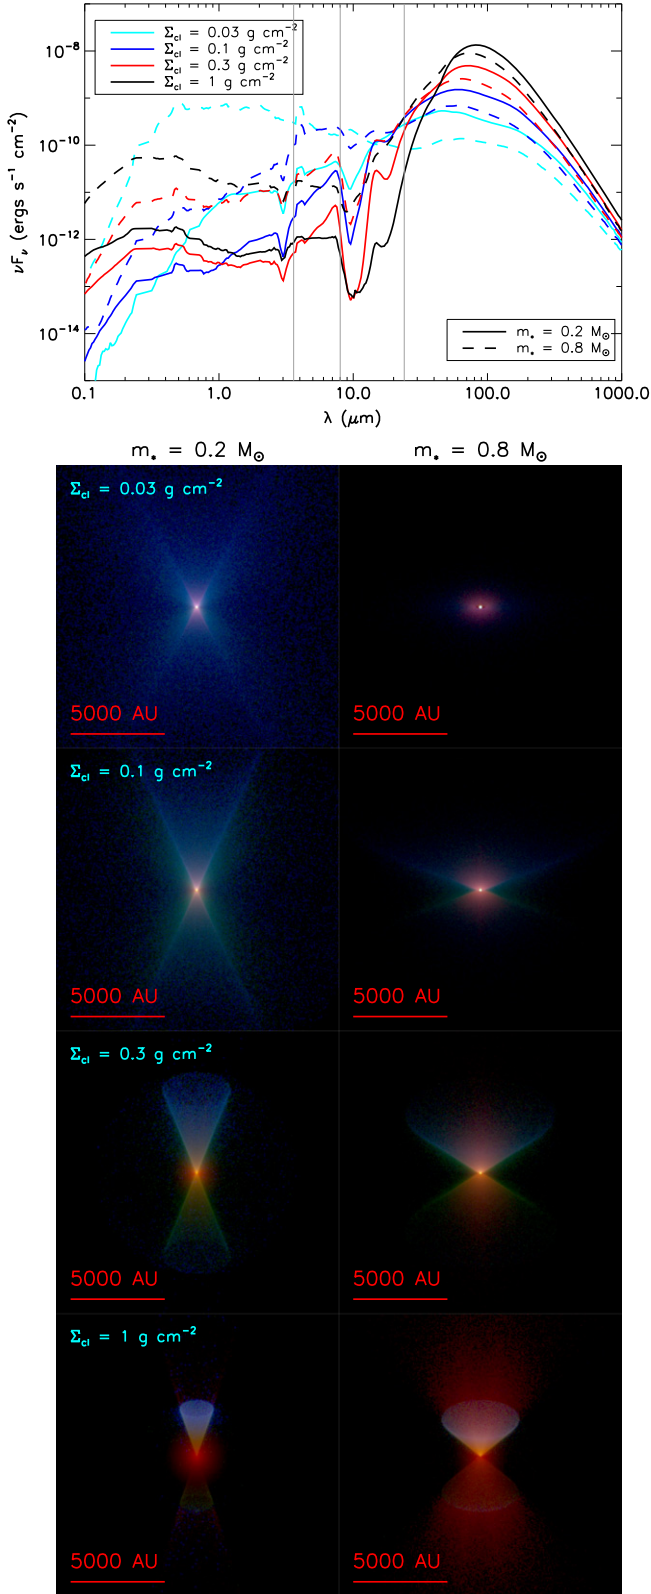 Σcl = 0.03 g cm⁻²
Σcl = 0.1 g cm⁻²
Σcl = 0.3 g cm⁻²
Σcl = 1 g cm⁻²
10⁻⁸
10⁻¹⁰
10⁻¹²
10⁻¹⁴
νFν (ergs s⁻¹ cm⁻²)
m* = 0.2 M⊙
m* = 0.8 M⊙
0.1 1.0 10.0 100.0 1000.0
λ (μm)
m* = 0.2 M⊙ m* = 0.8 M⊙
Σcl = 0.03 g cm⁻²
5000 AU 5000 AU
Σcl = 0.1 g cm⁻²
5000 AU 5000 AU
Σcl = 0.3 g cm⁻²
5000 AU 5000 AU
Σcl = 1 g cm⁻²
5000 AU 5000 AU